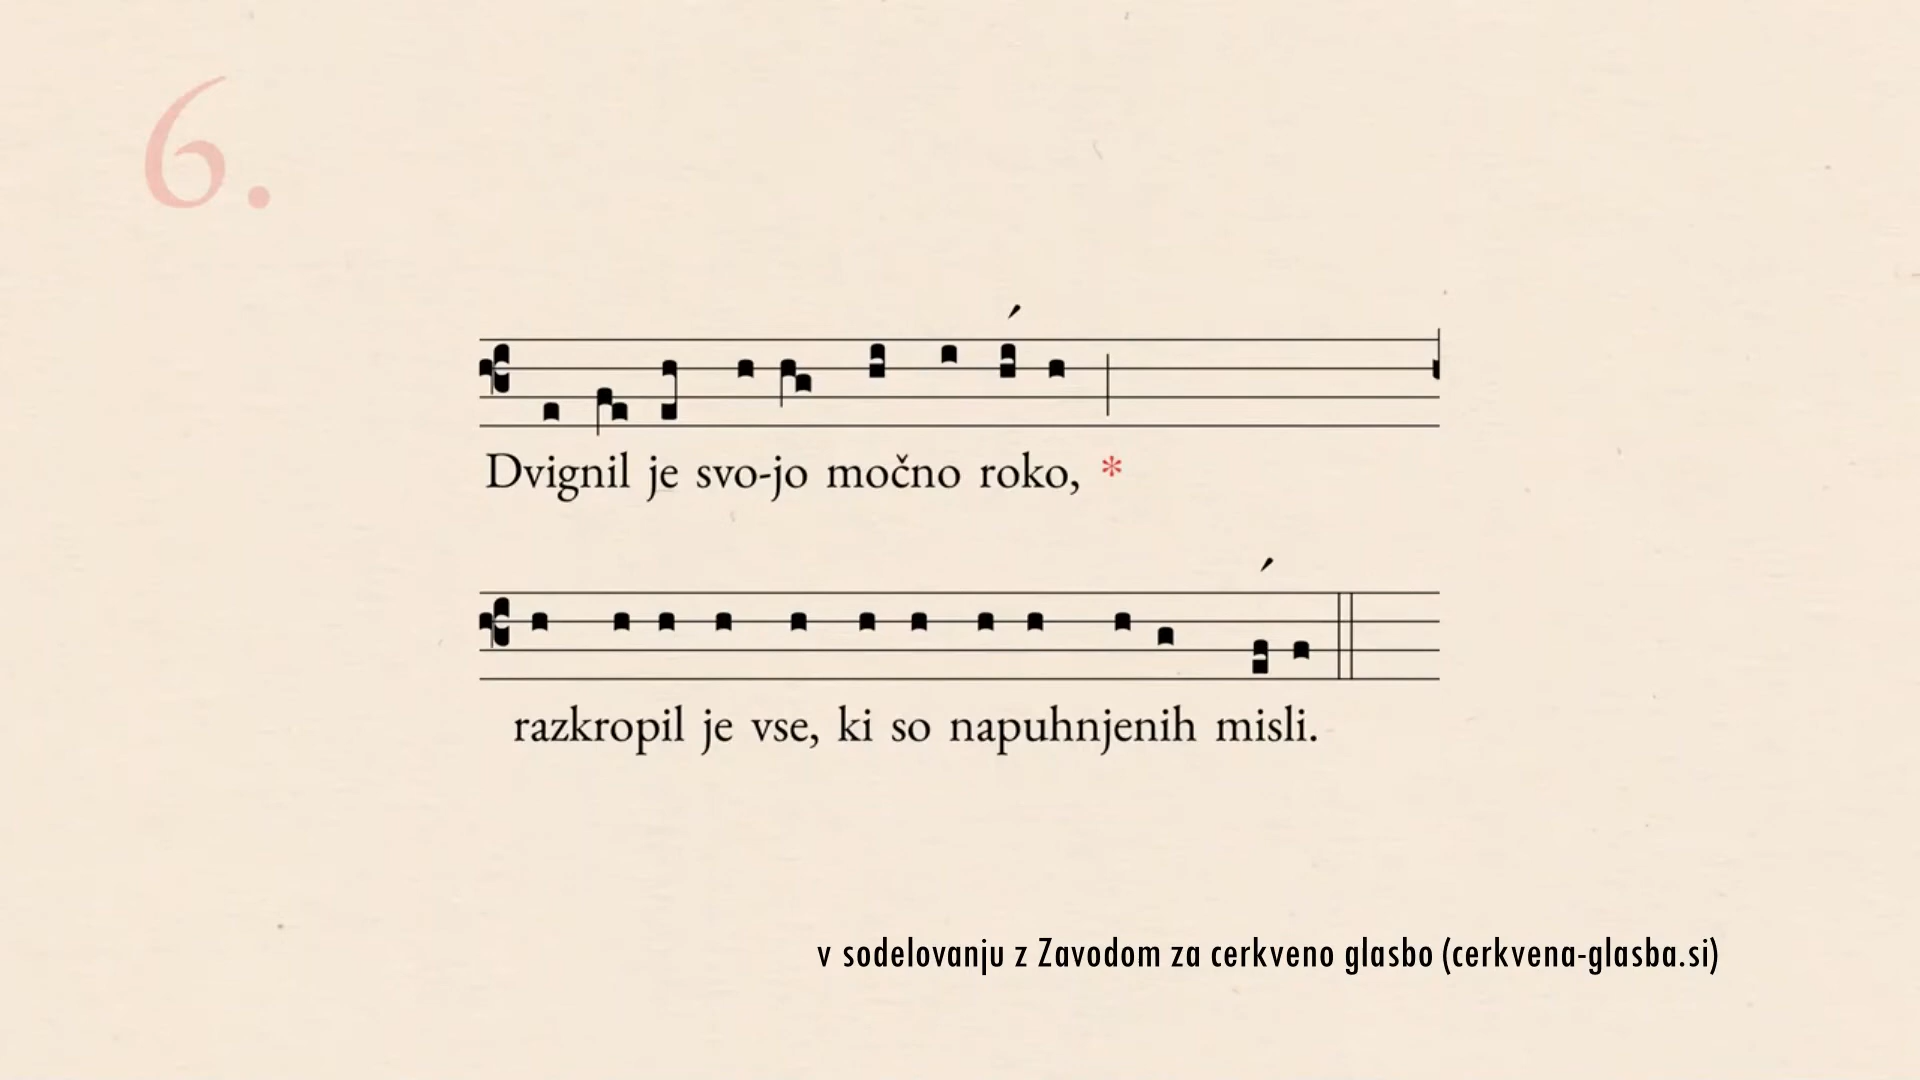 6.
Dvignil je svo-jo močno roko, *
razkropil je vse, ki so napuhnjenih misli.
v sodelovanju z Zavodom za cerkveno glasbo (cerkvena-glasba.si)